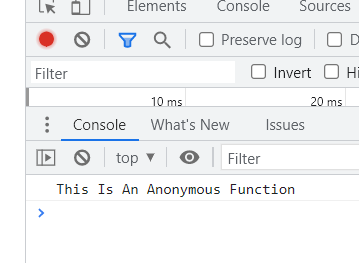 Elements Console Sources
Preserve log D
Filter Invert Hi
10 ms 20 ms
Console What's New Issues
top ▼ Filter
This Is An Anonymous Function
>